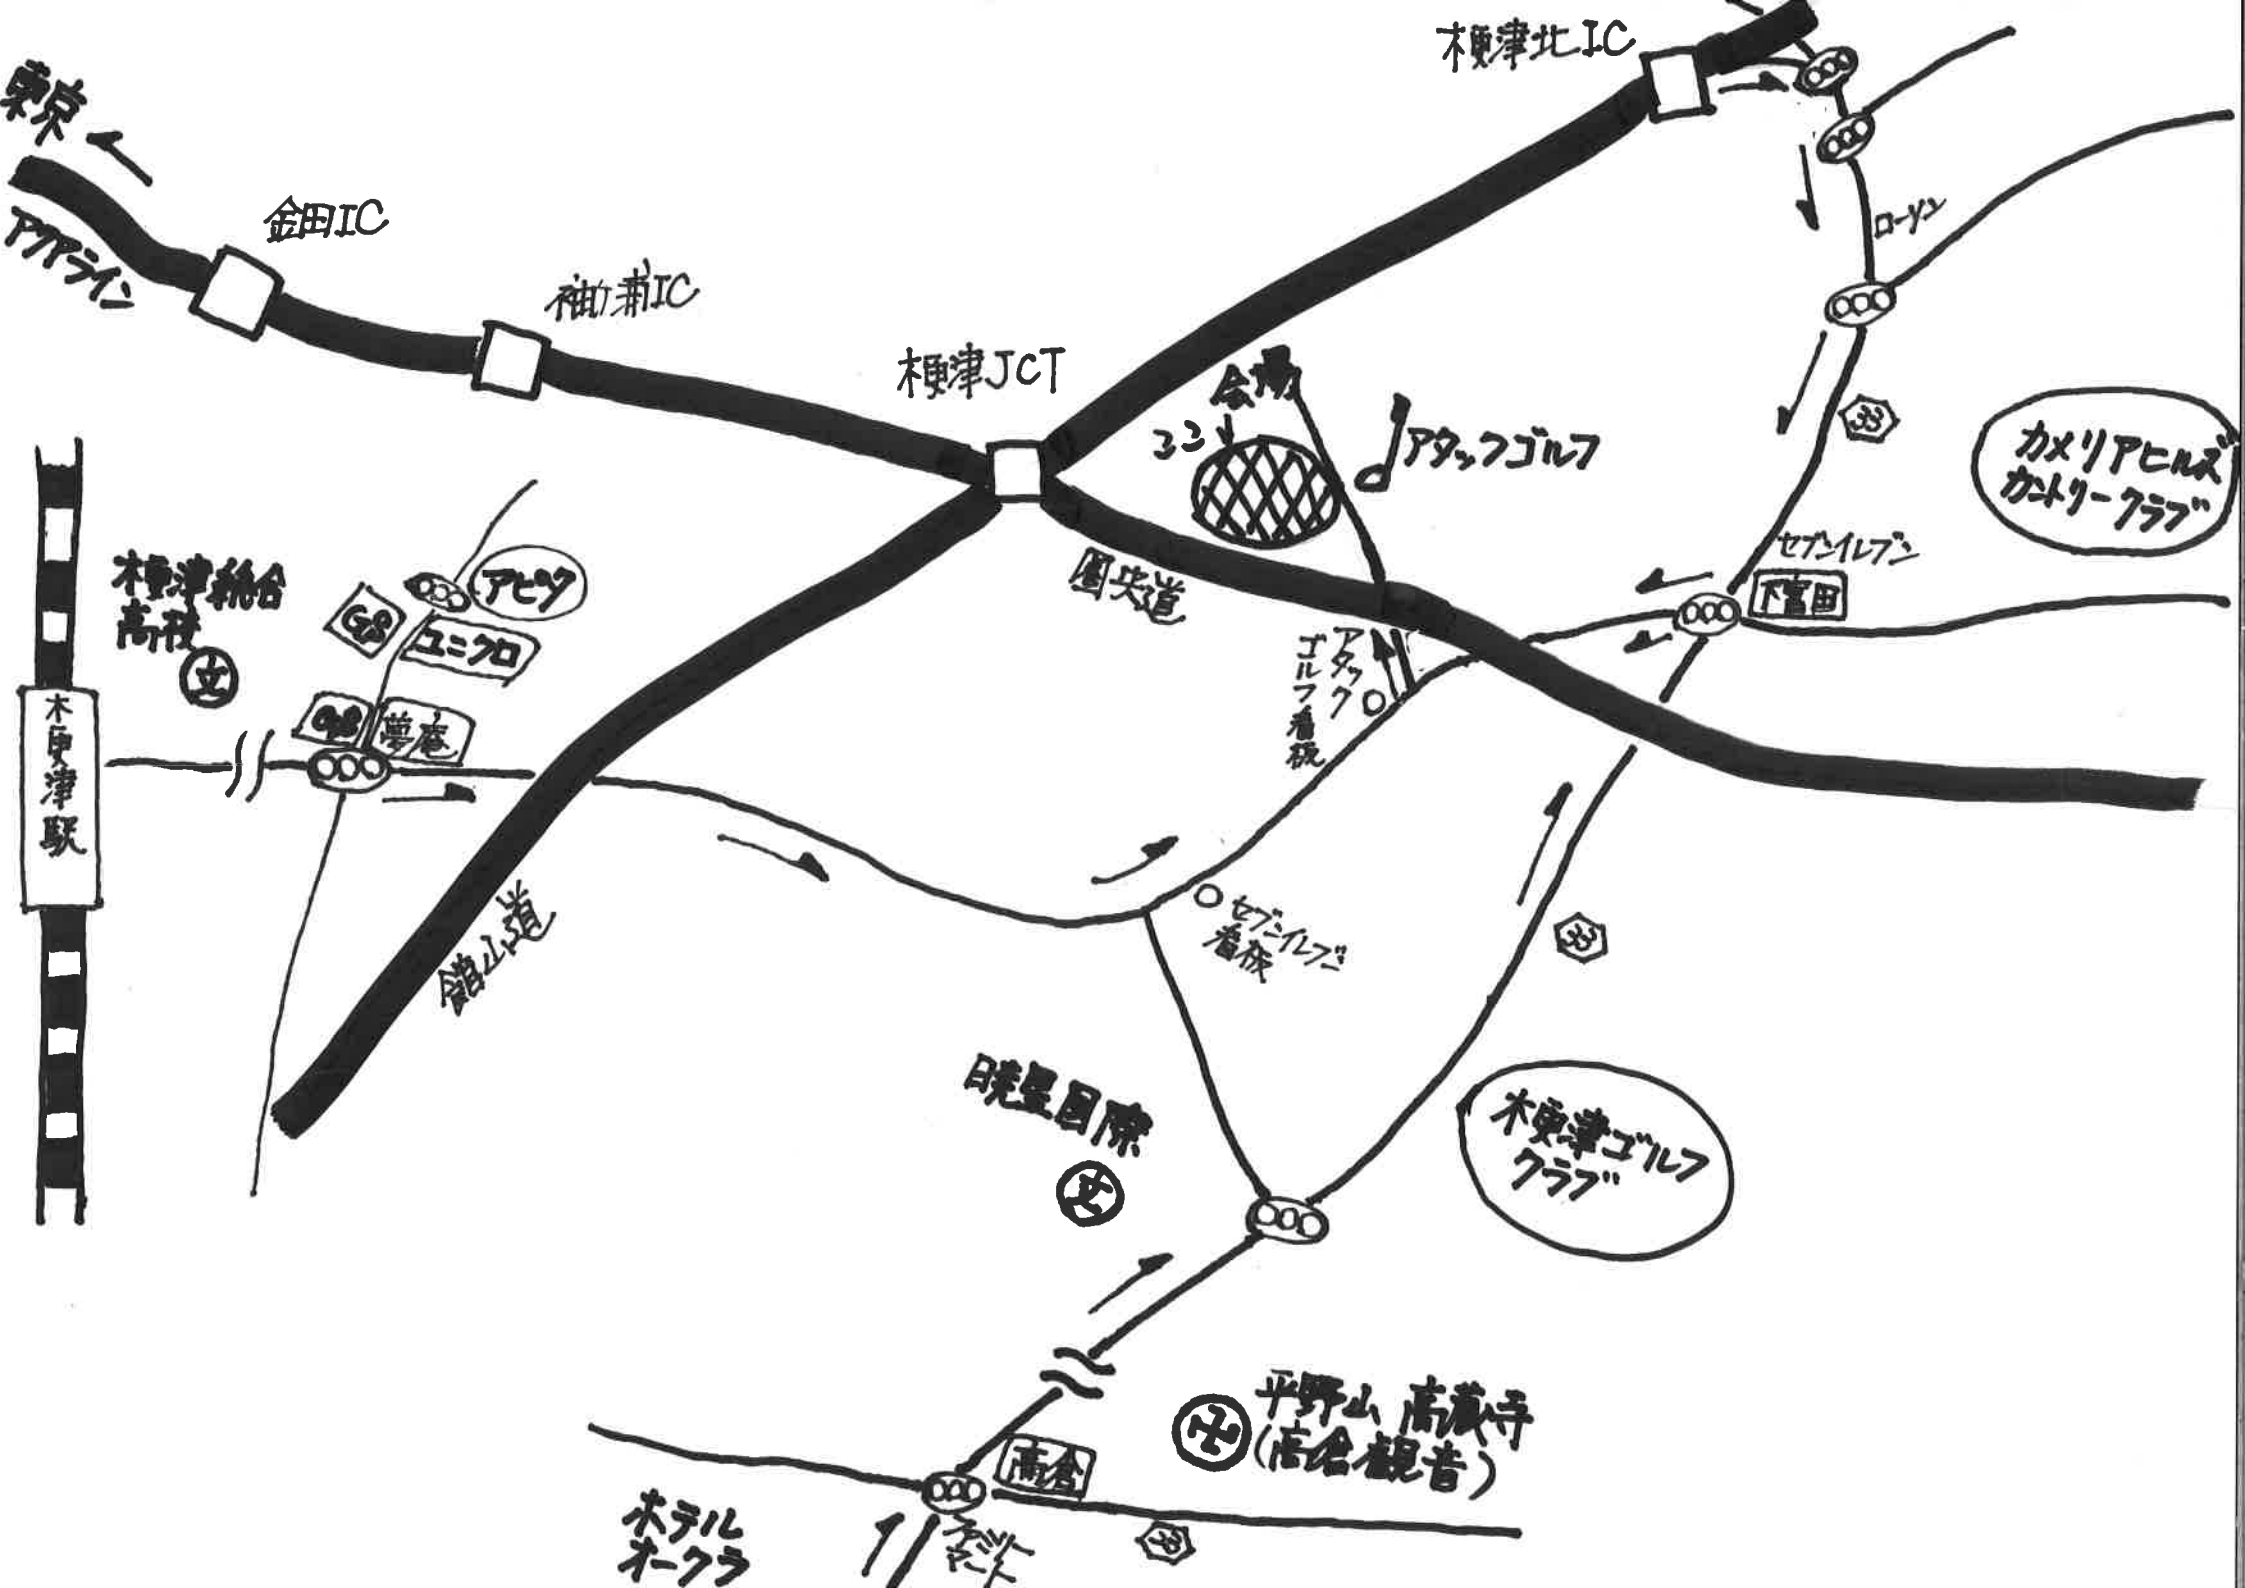 木更津北IC
東京
アクアライン
金田IC
袖ヶ浦IC
木更津JCT
会場
ココ
アタックゴルフ
ローソン
33
カメリアヒルズ
カントリークラブ
セブンイレブン
下富田
圏央道
木更津総合
高校
文
アピタ
GS
ユニクロ
GS
夢庵
木更津駅
アタック
ゴルフ看板
館山道
セブンイレブン
看板
33
暁星国際
文
木更津ゴルフ
クラブ
卍
平野山 高蔵寺
(高倉観音)
高倉
ファミリー
マート
ホテル
オークラ